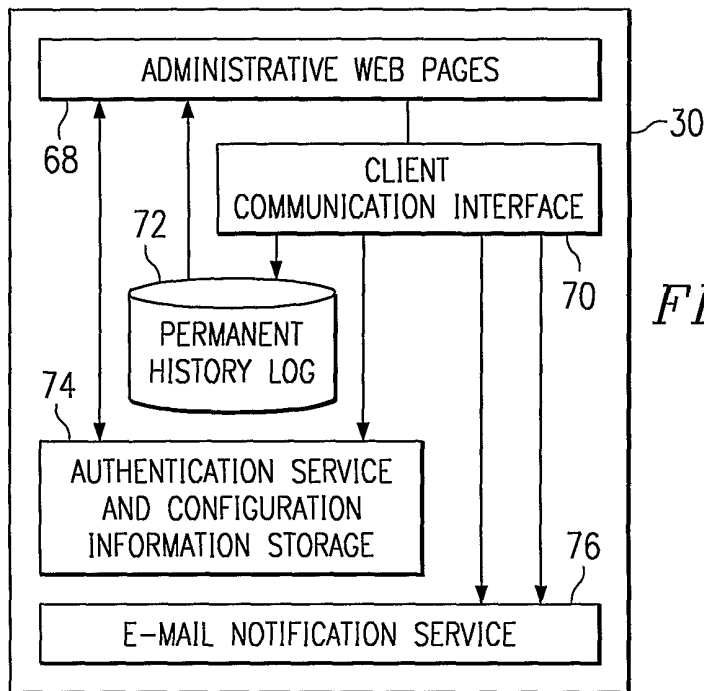 ADMINISTRATIVE WEB PAGES
30
68
CLIENT
COMMUNICATION INTERFACE
72
70
PERMANENT
HISTORY LOG
74
AUTHENTICATION SERVICE
AND CONFIGURATION
INFORMATION STORAGE
76
E-MAIL NOTIFICATION SERVICE